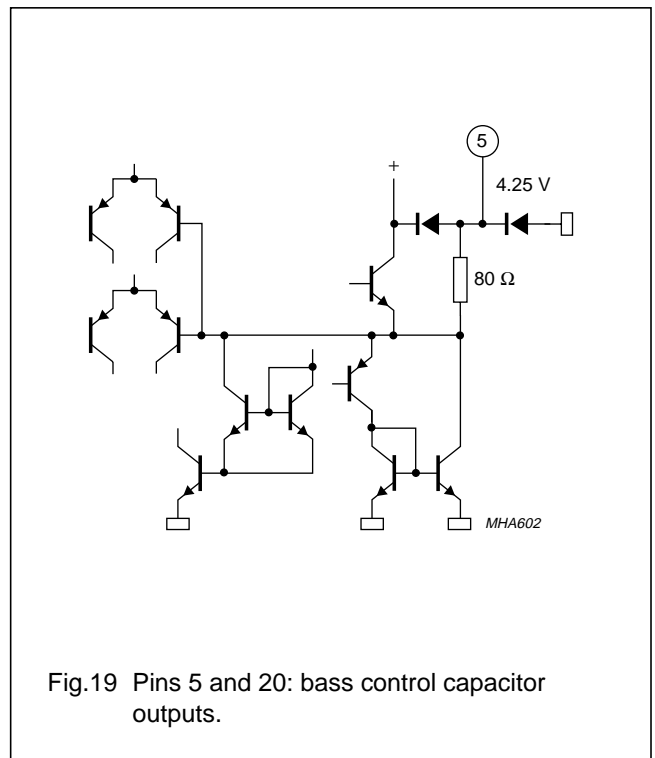 5
+
4.25 V
80 Ω
MHA602
Fig.19 Pins 5 and 20: bass control capacitor
outputs.